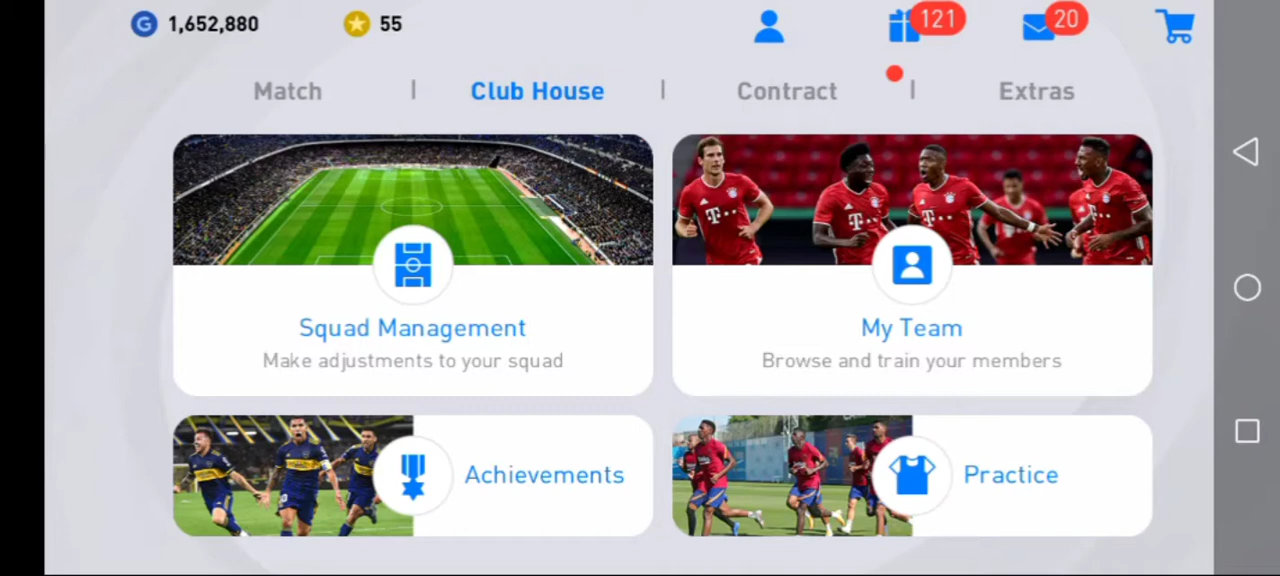 G 1,652,880 55 121 20
Match | Club House | Contract | Extras
Squad Management
Make adjustments to your squad
My Team
Browse and train your members
Achievements
Practice